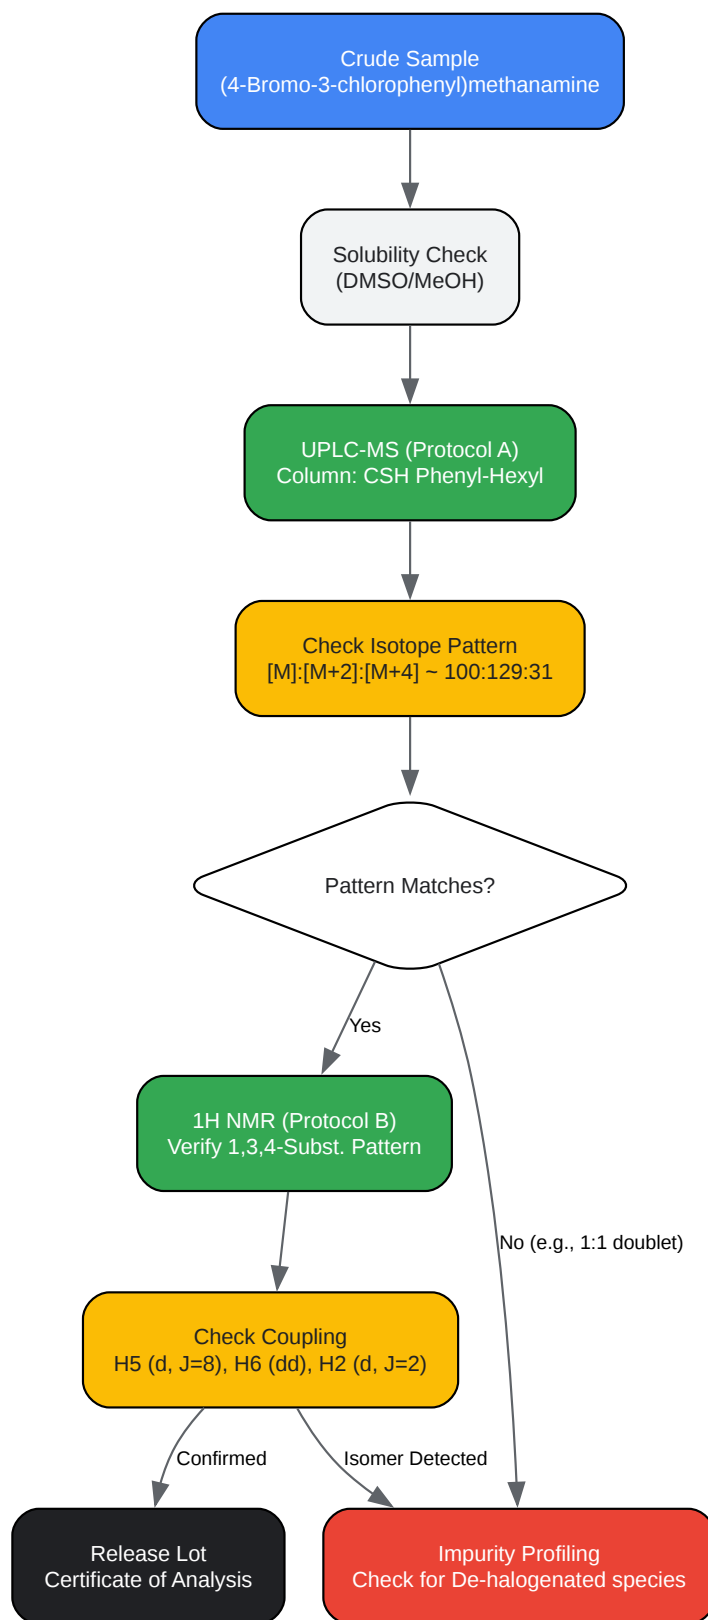 Crude Sample
(4-Bromo-3-chlorophenyl)methanamine
Solubility Check
(DMSO/MeOH)
UPLC-MS (Protocol A)
Column: CSH Phenyl-Hexyl
Check Isotope Pattern
[M]:[M+2]:[M+4] ~ 100:129:31
Pattern Matches?
Yes
1H NMR (Protocol B)
Verify 1,3,4-Subst. Pattern
No (e.g., 1:1 doublet)
Check Coupling
H5 (d, J=8), H6 (dd), H2 (d, J=2)
Confirmed
Isomer Detected
Release Lot
Certificate of Analysis
Impurity Profiling
Check for De-halogenated species